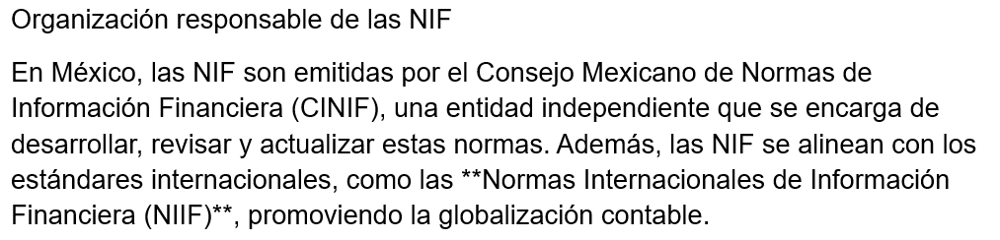 Organización responsable de las NIF
En México, las NIF son emitidas por el Consejo Mexicano de Normas de
Información Financiera (CINIF), una entidad independiente que se encarga de
desarrollar, revisar y actualizar estas normas. Además, las NIF se alinean con los
estándares internacionales, como las **Normas Internacionales de Información
Financiera (NIIF)**, promoviendo la globalización contable.